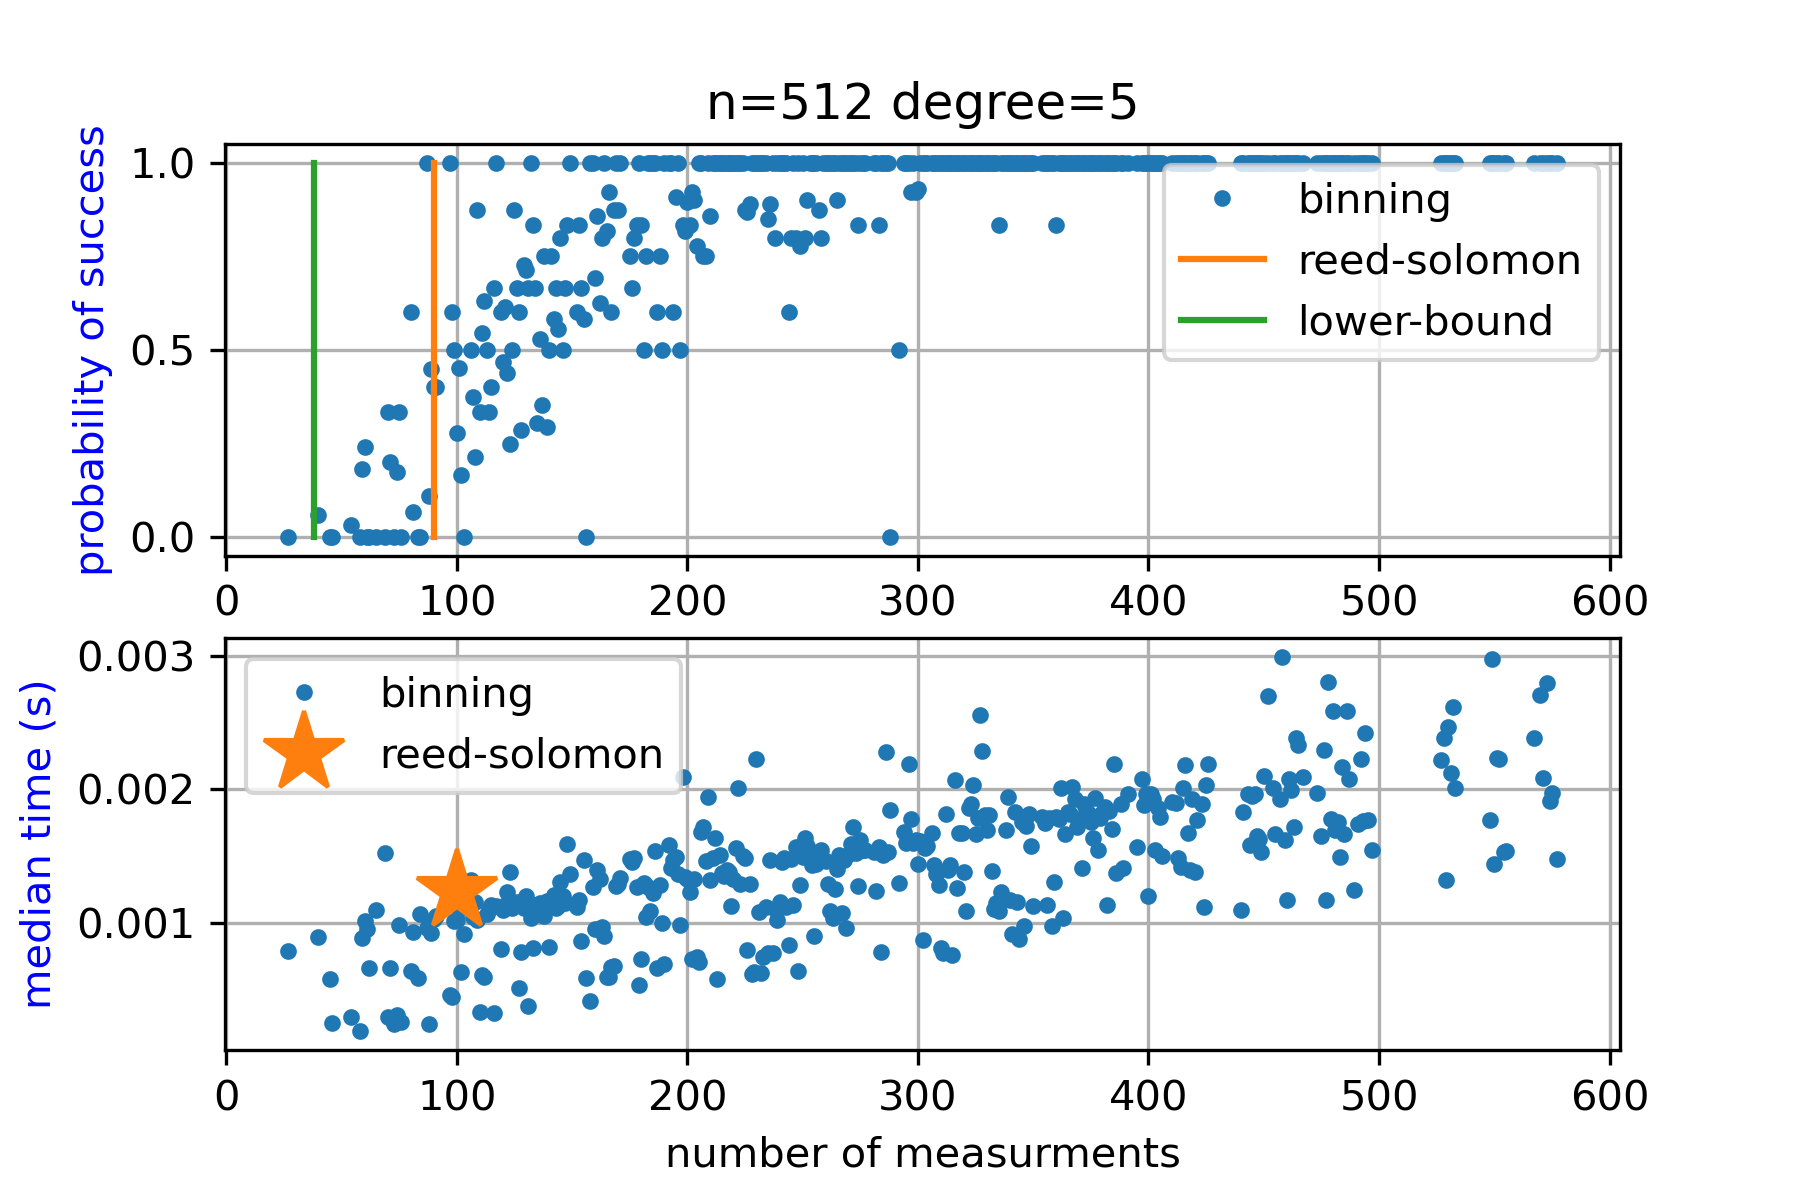 n=512 degree=5
probability of success
1.0
0.5
0.0
binning
reed-solomon
lower-bound
0 100 200 300 400 500 600
median time (s)
0.003
0.002
0.001
binning
reed-solomon
0 100 200 300 400 500 600
number of measurments